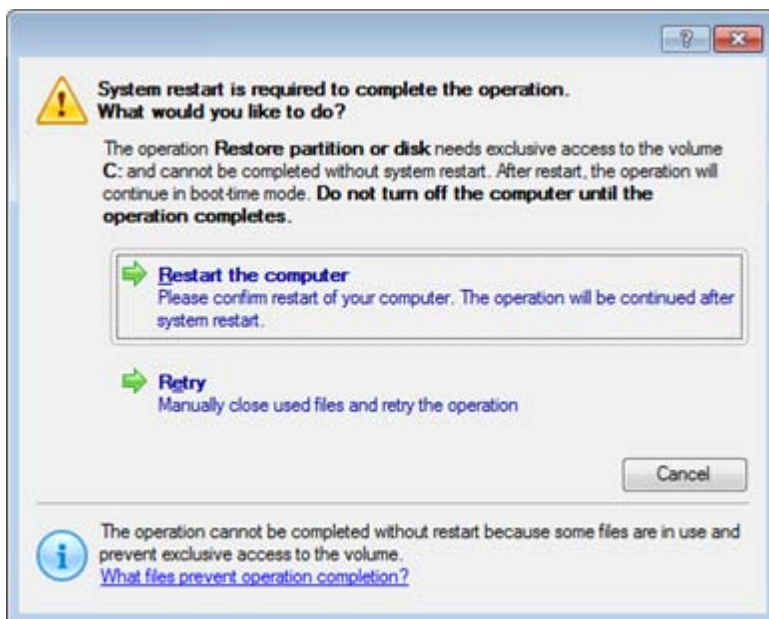 System restart is required to complete the operation.
What would you like to do?
The operation Restore partition or disk needs exclusive access to the volume
C: and cannot be completed without system restart. After restart, the operation will
continue in boot-time mode. Do not turn off the computer until the
operation completes.
Restart the computer
Please confirm restart of your computer. The operation will be continued after
system restart.
Retry
Manually close used files and retry the operation
Cancel
The operation cannot be completed without restart because some files are in use and
prevent exclusive access to the volume.
What files prevent operation completion?